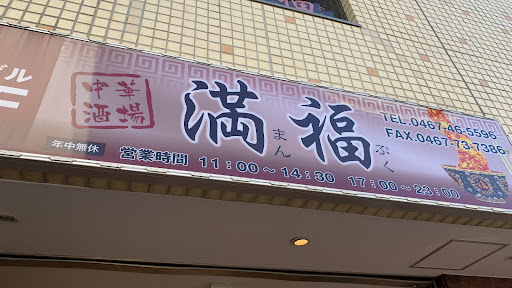 ビル
中華
酒場
満福
まんぷく
TEL.0467-46-5596
FAX.0467-73-7386
年中無休
営業時間 11:00～14:30 17:00～23:00